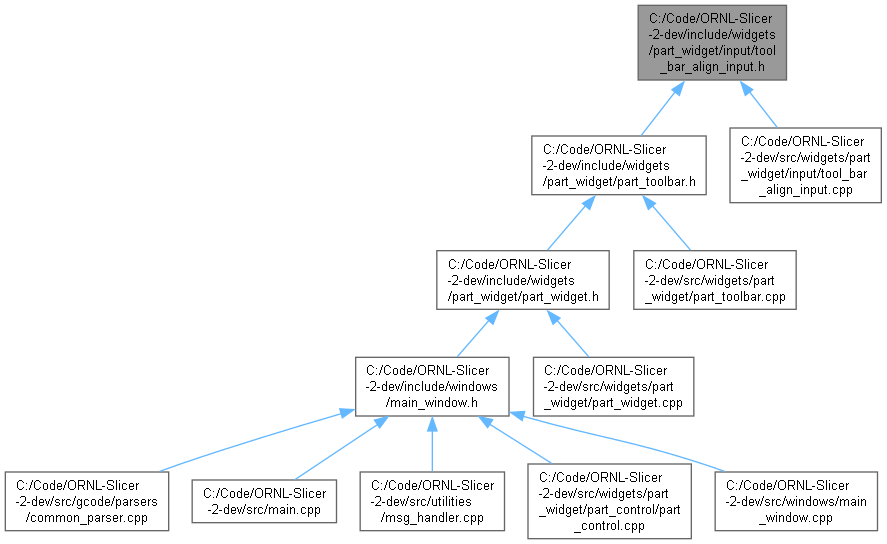 C:/Code/ORNL-Slicer
-2-dev/include/widgets
/part_widget/input/tool
_bar_align_input.h
C:/Code/ORNL-Slicer
-2-dev/include/widgets
/part_widget/part_toolbar.h
C:/Code/ORNL-Slicer
-2-dev/src/widgets/part
_widget/input/tool_bar
_align_input.cpp
C:/Code/ORNL-Slicer
-2-dev/include/widgets
/part_widget/part_widget.h
C:/Code/ORNL-Slicer
-2-dev/src/widgets/part
_widget/part_toolbar.cpp
C:/Code/ORNL-Slicer
-2-dev/include/windows
/main_window.h
C:/Code/ORNL-Slicer
-2-dev/src/widgets/part
_widget/part_widget.cpp
C:/Code/ORNL-Slicer
-2-dev/src/gcode/parsers
/common_parser.cpp
C:/Code/ORNL-Slicer
-2-dev/src/main.cpp
C:/Code/ORNL-Slicer
-2-dev/src/utilities
/msg_handler.cpp
C:/Code/ORNL-Slicer
-2-dev/src/widgets/part
_widget/part_control/part
_control.cpp
C:/Code/ORNL-Slicer
-2-dev/src/windows/main
_window.cpp